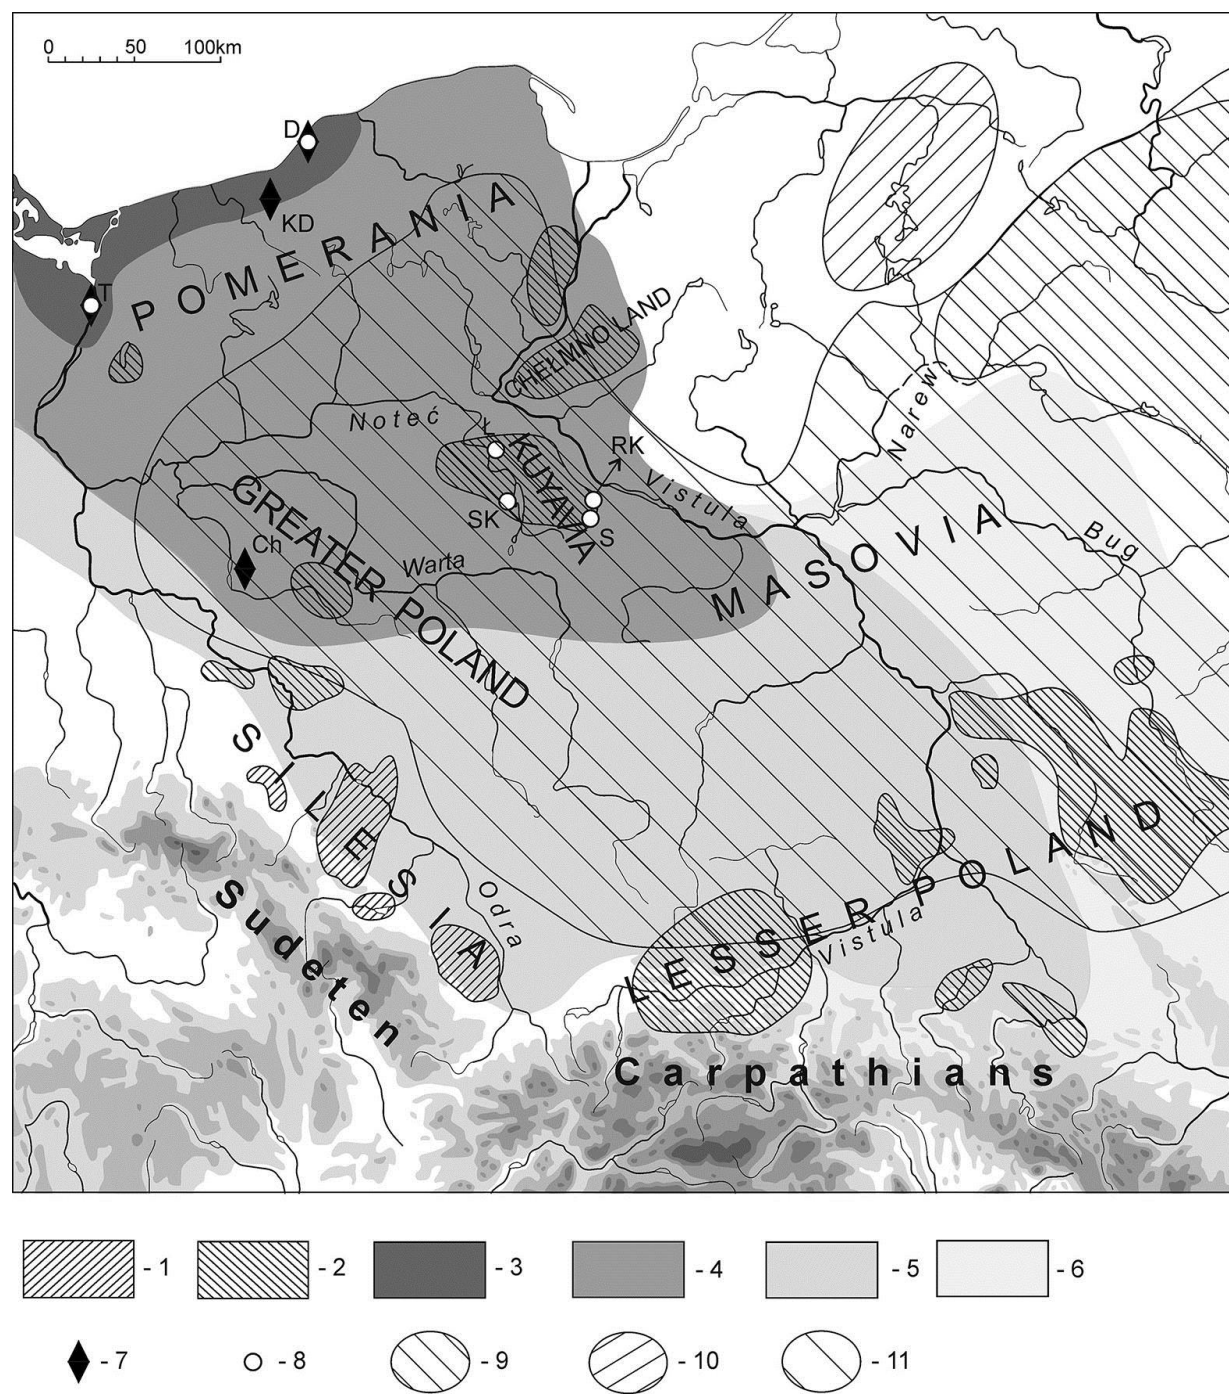 0 50 100km
D
KD
T
POMERANIA
CHEŁMNO LAND
Noteć
Ł
KUYAVIA
RK
SK
S
Vistula
Narew
GREATER POLAND
Ch
Warta
MASOVIA
Bug
SILESIA
Odra
Sudeten
LESSER POLAND
Vistula
Carpathians
- 1
- 2
- 3
- 4
- 5
- 6
- 7
- 8
- 9
- 10
- 11